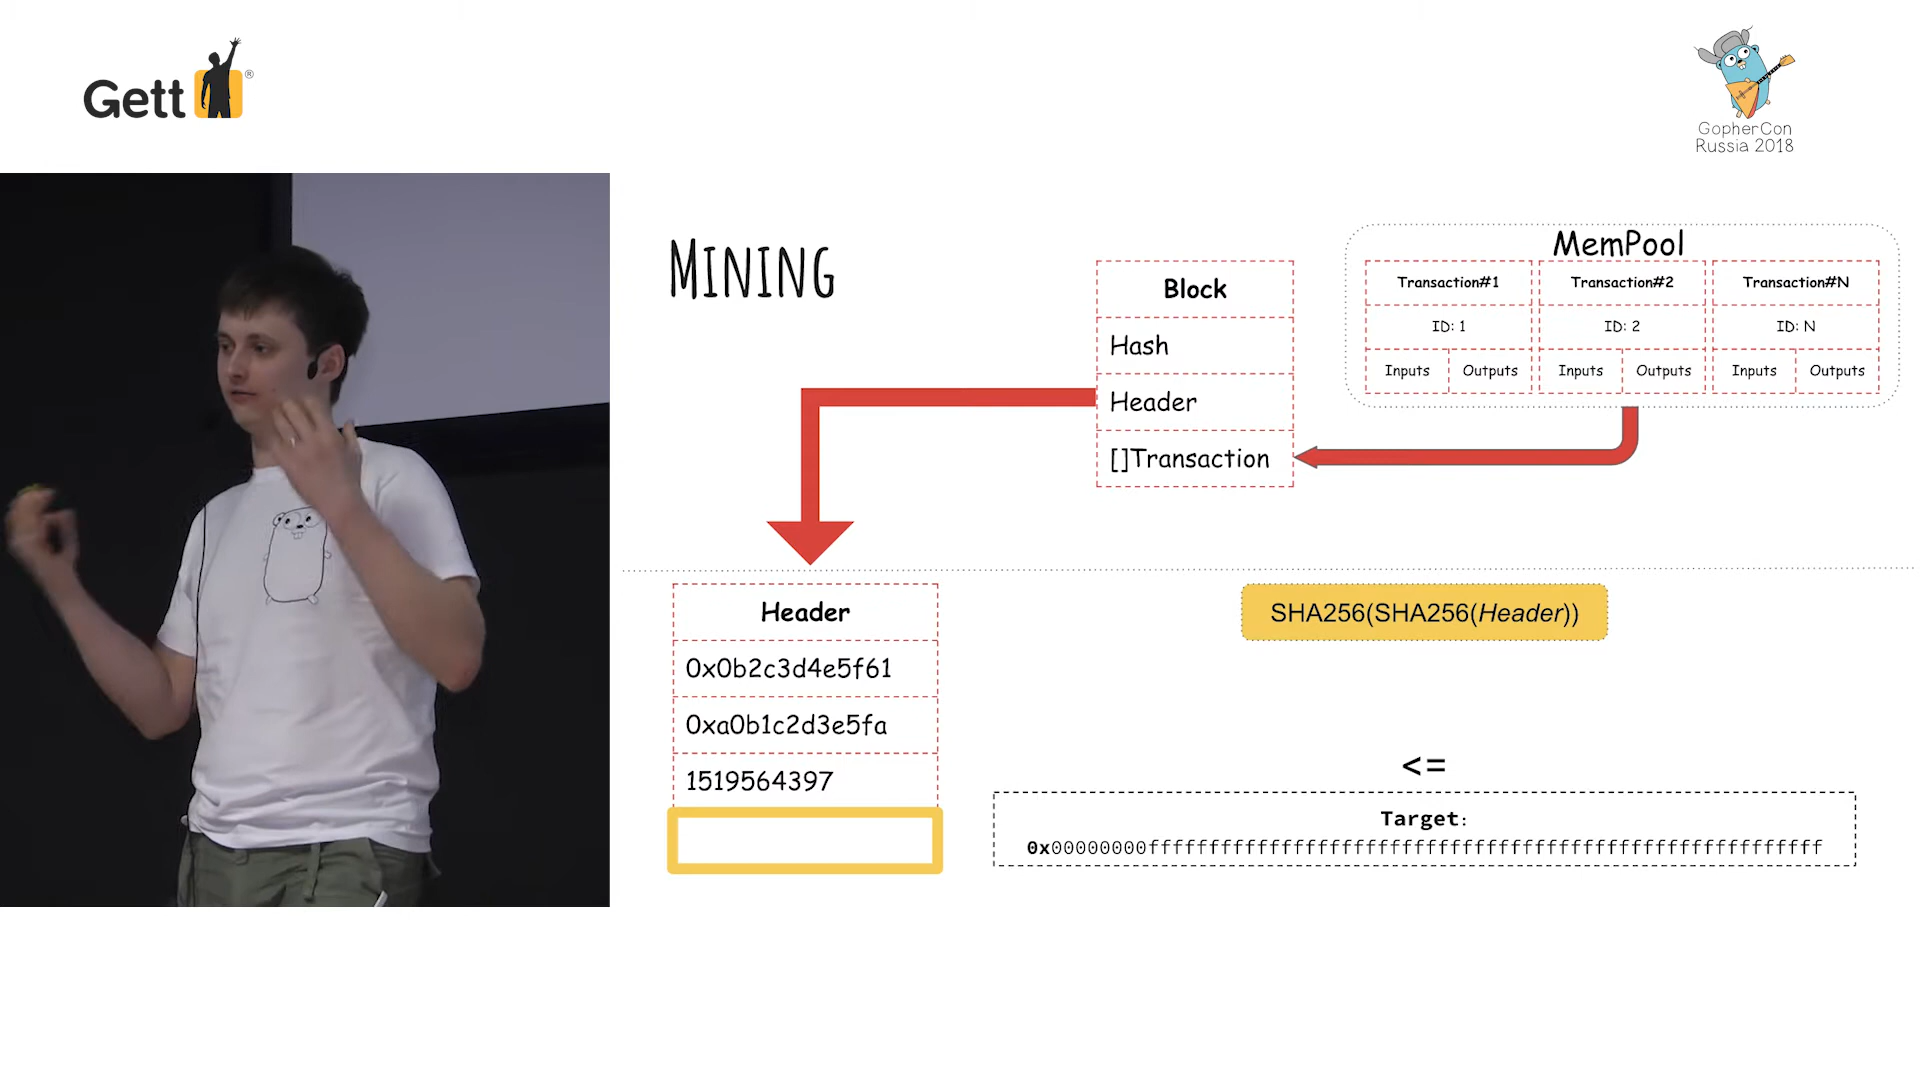 Gett®
GopherCon
Russia 2018
Mining
Block
Hash
Header
[]Transaction
MemPool
Transaction#1
ID: 1
Inputs
Outputs
Transaction#2
ID: 2
Inputs
Outputs
Transaction#N
ID: N
Inputs
Outputs
Header
0x0b2c3d4e5f61
0xa0b1c2d3e5fa
1519564397
SHA256(SHA256(Header))
<=
Target:
0x00000000ffffffffffffffffffffffffffffffffffffffffffffffffffffffff